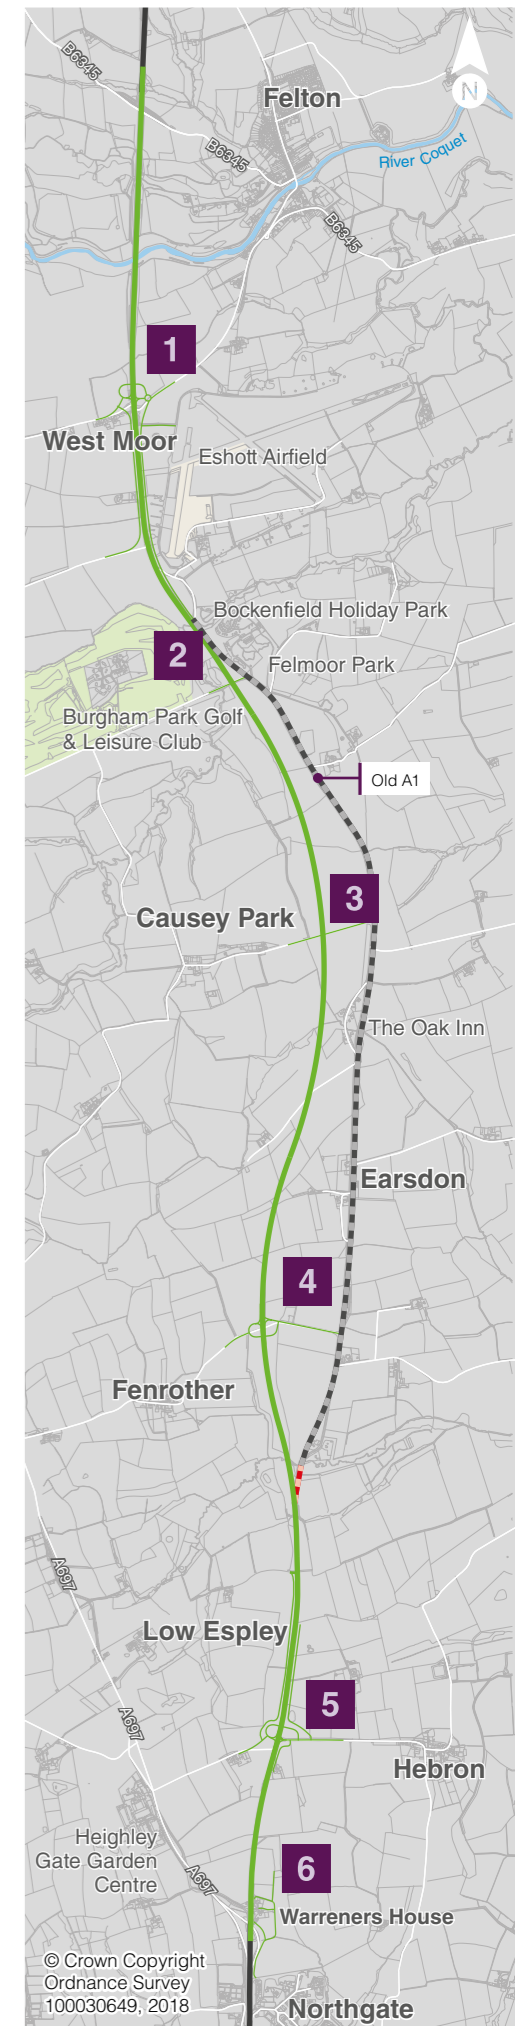 B6345
Felton
N
B6345
River Coquet
B6345
1
West Moor
Eshott Airfield
Bockenfield Holiday Park
2
Felmoor Park
Burgham Park Golf
& Leisure Club
Old A1
3
Causey Park
The Oak Inn
Earsdon
4
Fenrother
A697
Low Espley
5
A697
Hebron
Heighley
Gate Garden
Centre
6
A697
Warreners House
© Crown Copyright
Ordnance Survey
100030649, 2018
Northgate